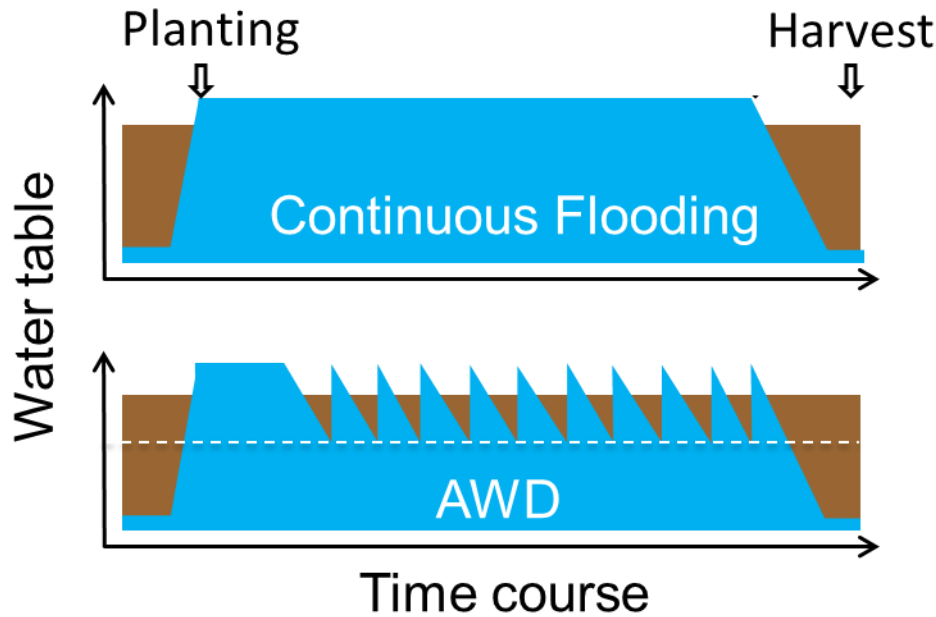 Planting
Harvest
Water table
Continuous Flooding
AWD
Time course